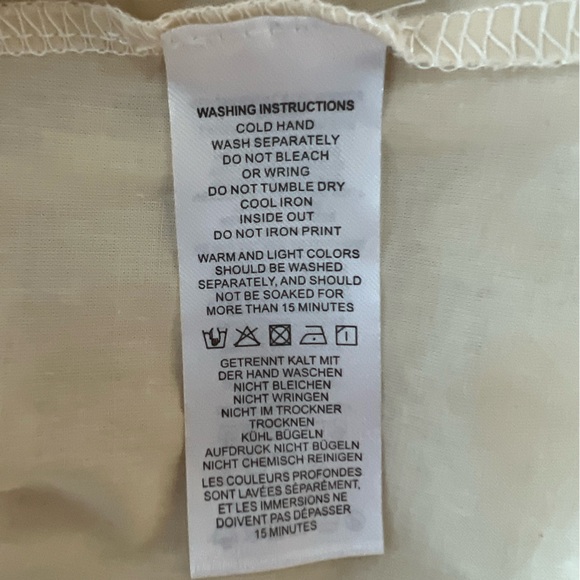 WASHING INSTRUCTIONS
COLD HAND
WASH SEPARATELY
DO NOT BLEACH
OR WRING
DO NOT TUMBLE DRY
COOL IRON
INSIDE OUT
DO NOT IRON PRINT
WARM AND LIGHT COLORS
SHOULD BE WASHED
SEPARATELY, AND SHOULD
NOT BE SOAKED FOR
MORE THAN 15 MINUTES
GETRENNT KALT MIT
DER HAND WASCHEN
NICHT BLEICHEN
NICHT WRINGEN
NICHT IM TROCKNER
TROCKNEN
KÜHL BÜGELN
AUFDRUCK NICHT BÜGELN
NICHT CHEMISCH REINIGEN
LES COULEURS PROFONDES
SONT LAVÉES SÉPARÉMENT,
ET LES IMMERSIONS NE
DOIVENT PAS DÉPASSER
15 MINUTES